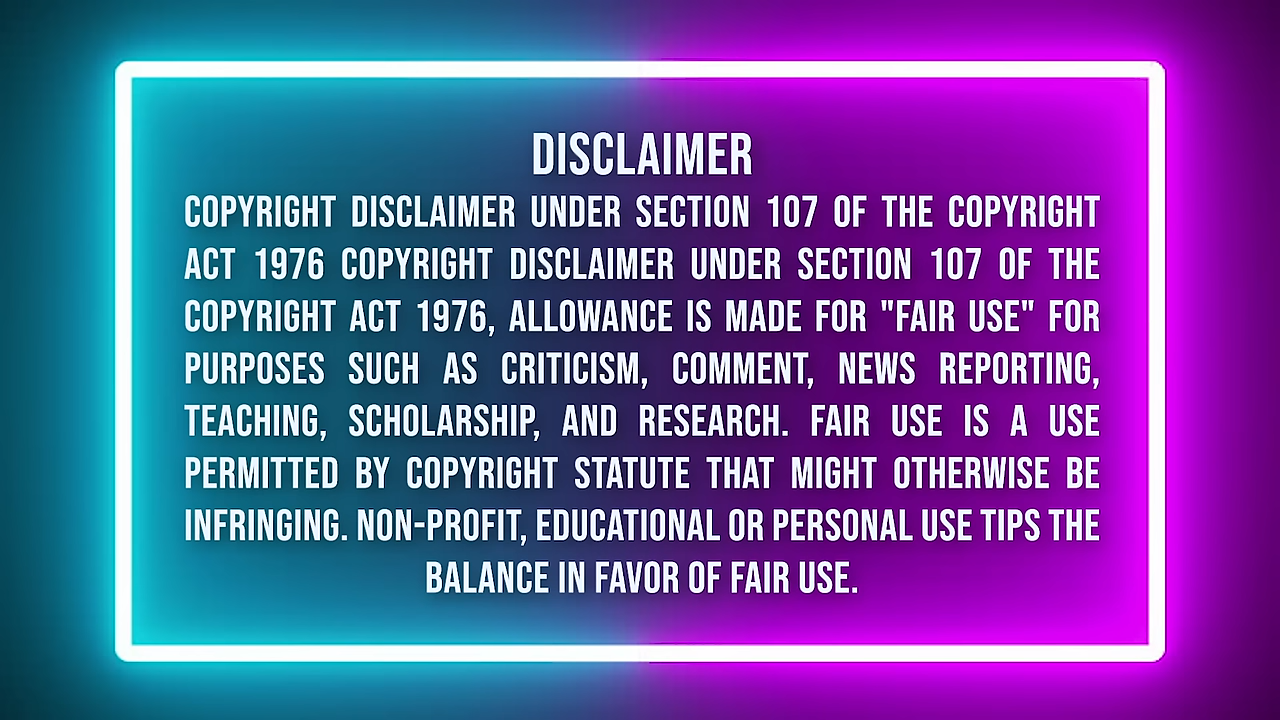 DISCLAIMER
COPYRIGHT DISCLAIMER UNDER SECTION 107 OF THE COPYRIGHT
ACT 1976 COPYRIGHT DISCLAIMER UNDER SECTION 107 OF THE
COPYRIGHT ACT 1976, ALLOWANCE IS MADE FOR "FAIR USE" FOR
PURPOSES SUCH AS CRITICISM, COMMENT, NEWS REPORTING,
TEACHING, SCHOLARSHIP, AND RESEARCH. FAIR USE IS A USE
PERMITTED BY COPYRIGHT STATUTE THAT MIGHT OTHERWISE BE
INFRINGING. NON-PROFIT, EDUCATIONAL OR PERSONAL USE TIPS THE
BALANCE IN FAVOR OF FAIR USE.